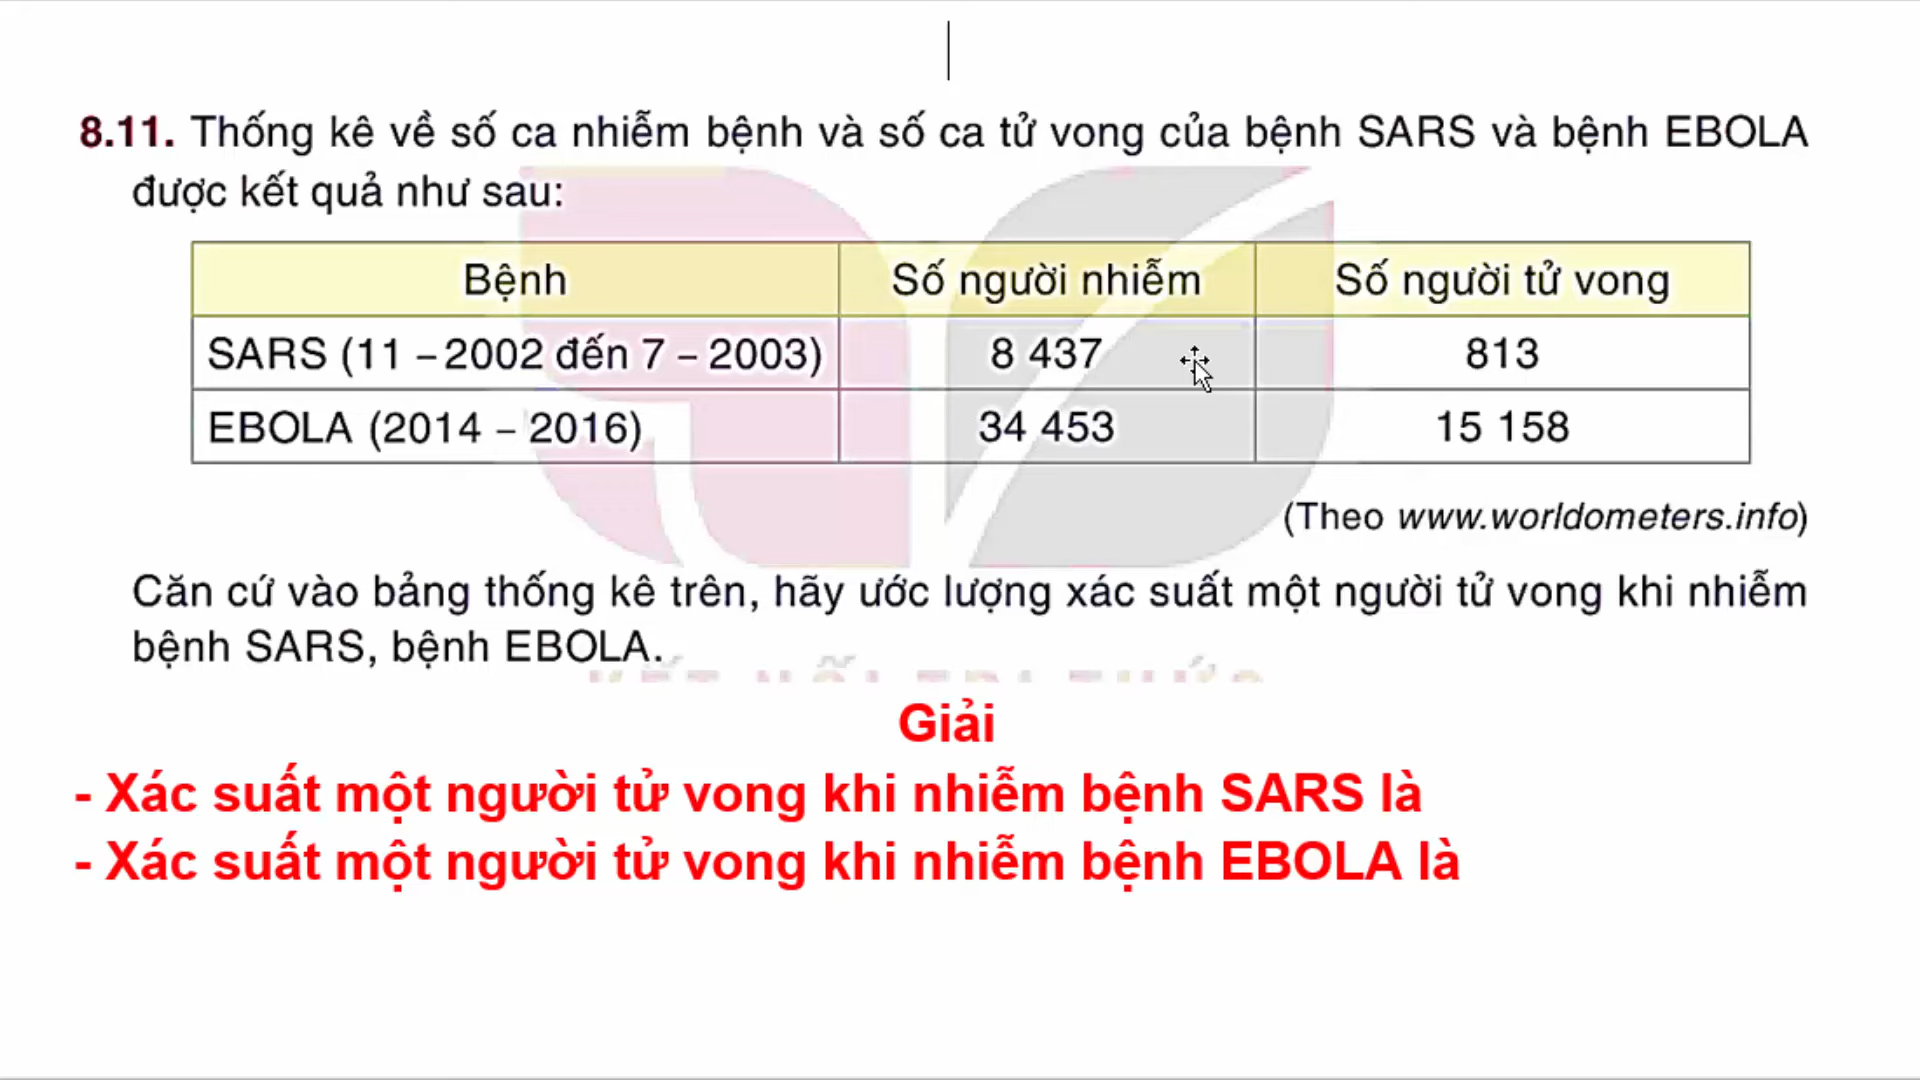 8.11. Thống kê về số ca nhiễm bệnh và số ca tử vong của bệnh SARS và bệnh EBOLA
được kết quả như sau:
Bệnh Số người nhiễm Số người tử vong
SARS (11 – 2002 đến 7 – 2003) 8 437 813
EBOLA (2014 – 2016) 34 453 15 158
(Theo www.worldometers.info)
Căn cứ vào bảng thống kê trên, hãy ước lượng xác suất một người tử vong khi nhiễm
bệnh SARS, bệnh EBOLA.
Giải
- Xác suất một người tử vong khi nhiễm bệnh SARS là
- Xác suất một người tử vong khi nhiễm bệnh EBOLA là